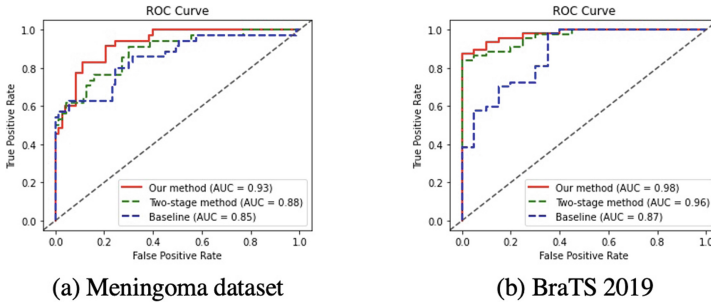 ROC Curve
True Positive Rate
1.0
0.8
0.6
0.4
0.2
0.0
Our method (AUC = 0.93)
Two-stage method (AUC = 0.88)
Baseline (AUC = 0.85)
0.0 0.2 0.4 0.6 0.8 1.0
False Positive Rate
(a) Meningoma dataset
ROC Curve
True Positive Rate
1.0
0.8
0.6
0.4
0.2
0.0
Our method (AUC = 0.98)
Two-stage method (AUC = 0.96)
Baseline (AUC = 0.87)
0.0 0.2 0.4 0.6 0.8 1.0
False Positive Rate
(b) BraTS 2019